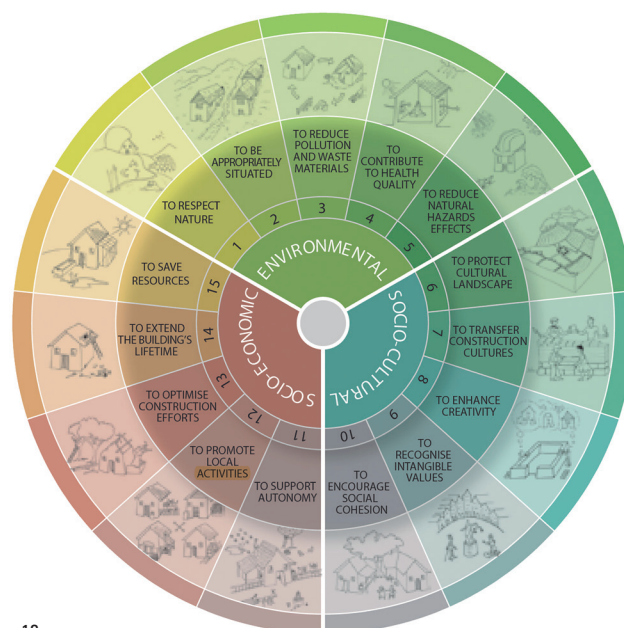 ENVIRONMENTAL
SOCIO-CULTURAL
SOCIO-ECONOMIC
1
TO RESPECT
NATURE
2
TO BE
APPROPRIATELY
SITUATED
3
TO REDUCE
POLLUTION
AND WASTE
MATERIALS
4
TO
CONTRIBUTE
TO HEALTH
QUALITY
5
TO REDUCE
NATURAL
HAZARDS
EFFECTS
6
TO PROTECT
CULTURAL
LANDSCAPE
7
TO TRANSFER
CONSTRUCTION
CULTURES
8
TO ENHANCE
CREATIVITY
9
TO
RECOGNISE
INTANGIBLE
VALUES
10
TO
ENCOURAGE
SOCIAL
COHESION
11
TO SUPPORT
AUTONOMY
12
TO PROMOTE
LOCAL
ACTIVITIES
13
TO OPTIMISE
CONSTRUCTION
EFFORTS
14
TO EXTEND
THE BUILDING'S
LIFETIME
15
TO SAVE
RESOURCES